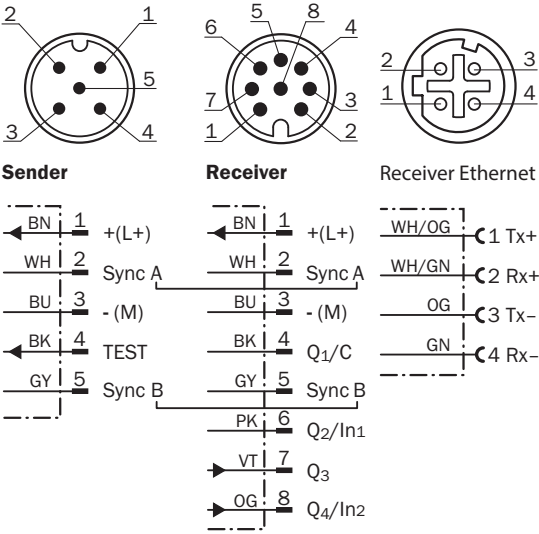 2 1
5
3 4
5 8
6 4
7 3
1 2
2 3
1 4
Sender
Receiver
Receiver Ethernet
BN 1 +(L+)
WH 2 Sync A
BU 3 - (M)
BK 4 TEST
GY 5 Sync B
BN 1 +(L+)
WH 2 Sync A
BU 3 - (M)
BK 4 Q1/C
GY 5 Sync B
PK 6 Q2/In1
VT 7 Q3
OG 8 Q4/In2
WH/OG 1 Tx+
WH/GN 2 Rx+
OG 3 Tx–
GN 4 Rx–